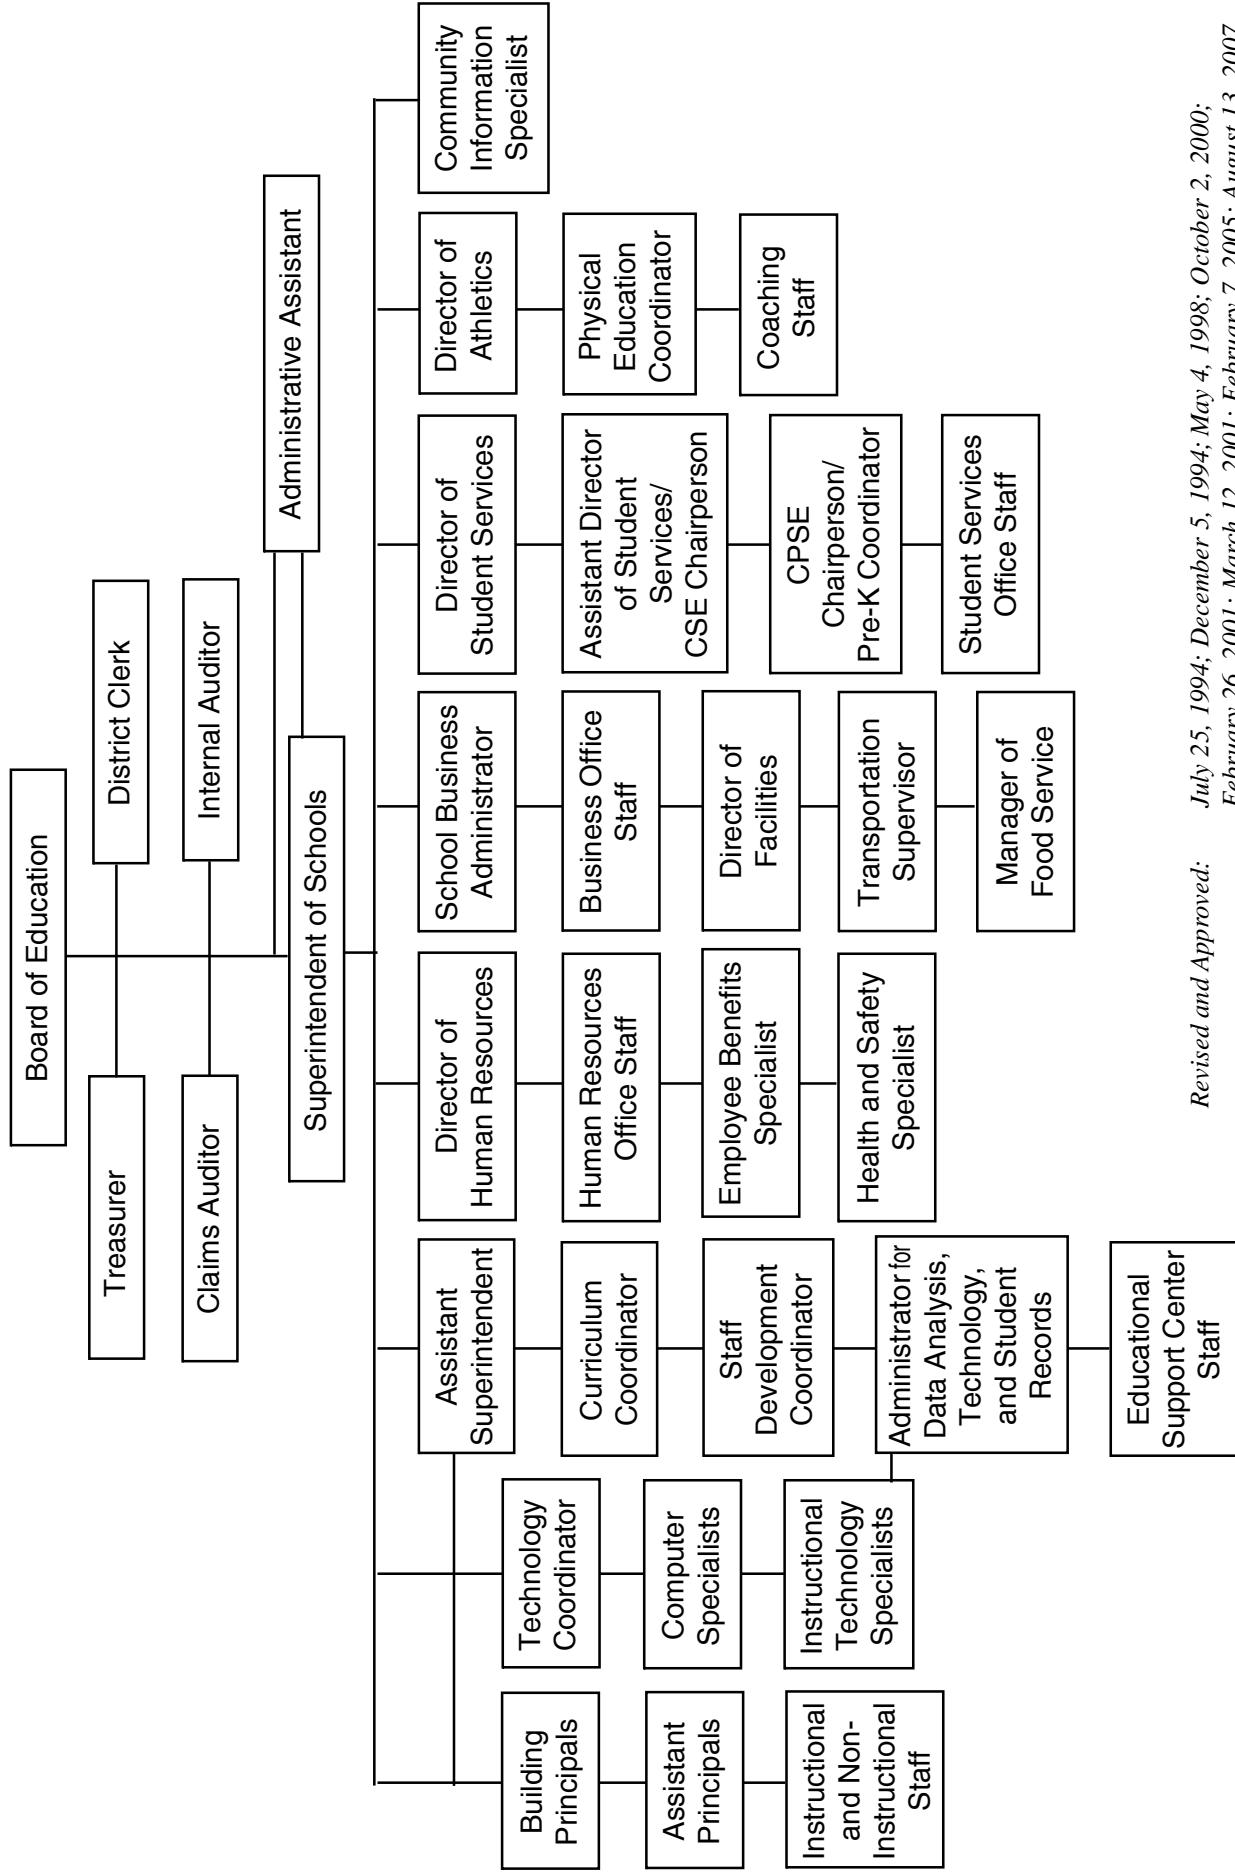 Board of Education
Treasurer
District Clerk
Claims Auditor
Internal Auditor
Administrative Assistant
Superintendent of Schools
Building
Principals
Assistant
Principals
Instructional
and Non-
Instructional
Staff
Technology
Coordinator
Computer
Specialists
Instructional
Technology
Specialists
Assistant
Superintendent
Curriculum
Coordinator
Staff
Development
Coordinator
Administrator for
Data Analysis,
Technology,
and Student
Records
Educational
Support Center
Staff
Director of
Human Resources
Human Resources
Office Staff
Employee Benefits
Specialist
Health and Safety
Specialist
School Business
Administrator
Business Office
Staff
Director of
Facilities
Transportation
Supervisor
Manager of
Food Service
Director of
Student Services
Assistant Director
of Student
Services/
CSE Chairperson
CPSE
Chairperson/
Pre-K Coordinator
Student Services
Office Staff
Director of
Athletics
Physical
Education
Coordinator
Coaching
Staff
Community
Information
Specialist
Revised and Approved: July 25, 1994; December 5, 1994; May 4, 1998; October 2, 2000;
February 26, 2001; March 12, 2001; February 7, 2005; August 13, 2007